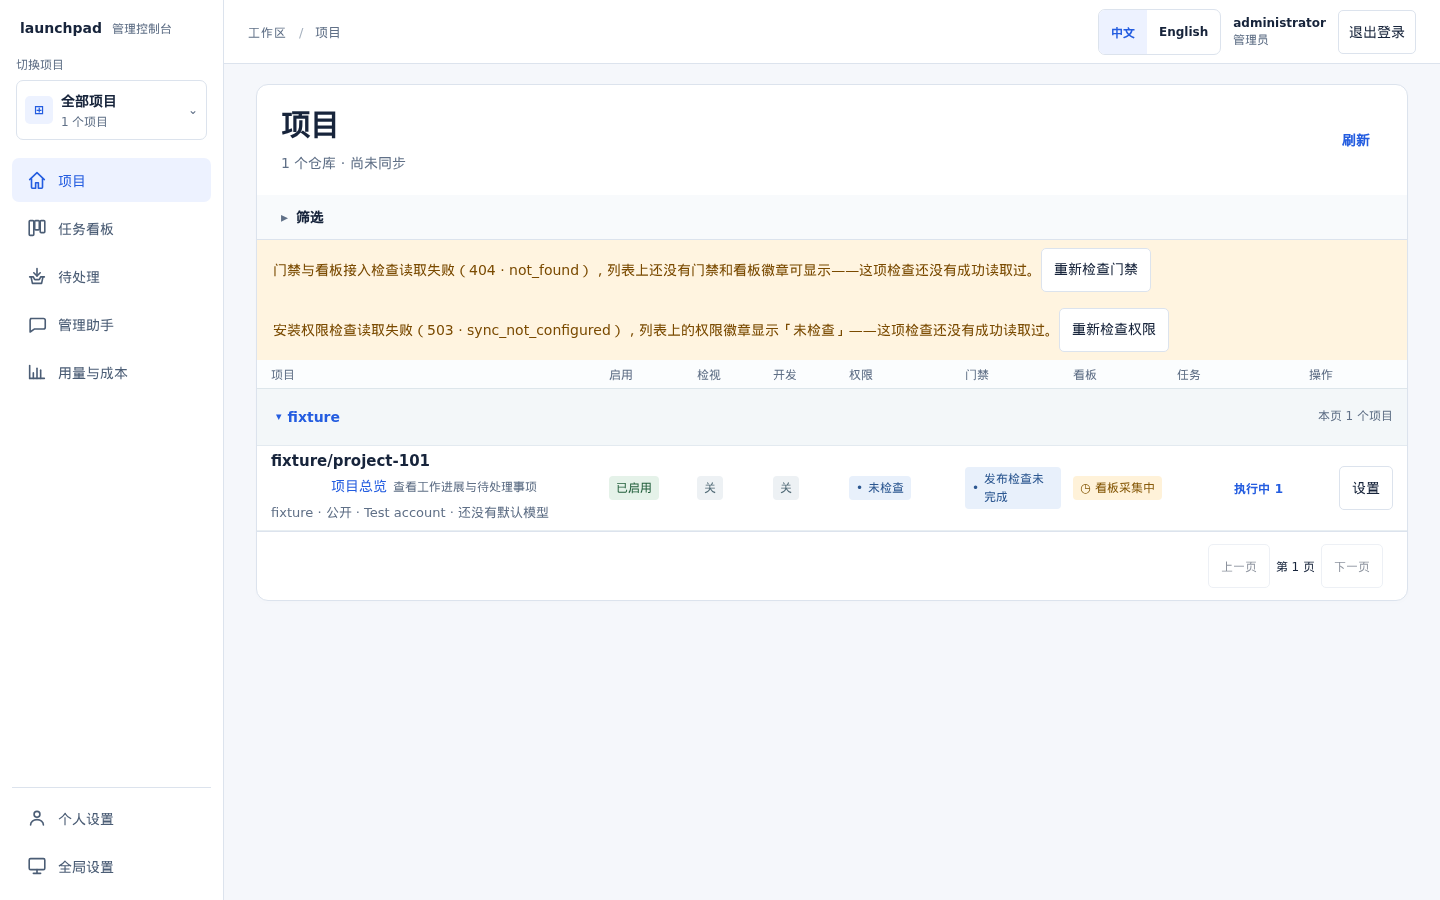 launchpad 管理控制台
切换项目
全部项目
1 个项目
项目
任务看板
待处理
管理助手
用量与成本
个人设置
全局设置
工作区 / 项目
中文 English
administrator
管理员
退出登录
项目
1 个仓库 · 尚未同步
刷新
▸ 筛选
门禁与看板接入检查读取失败（404 · not_found），列表上还没有门禁和看板徽章可显示——这项检查还没有成功读取过。 重新检查门禁
安装权限检查读取失败（503 · sync_not_configured），列表上的权限徽章显示「未检查」——这项检查还没有成功读取过。 重新检查权限
项目 启用 检视 开发 权限 门禁 看板 任务 操作
▾ fixture 本页 1 个项目
fixture/project-101
项目总览 查看工作进展与待处理事项
fixture · 公开 · Test account · 还没有默认模型
已启用 关 关 • 未检查
• 发布检查未
完成
◷ 看板采集中 执行中 1 设置
上一页 第 1 页 下一页